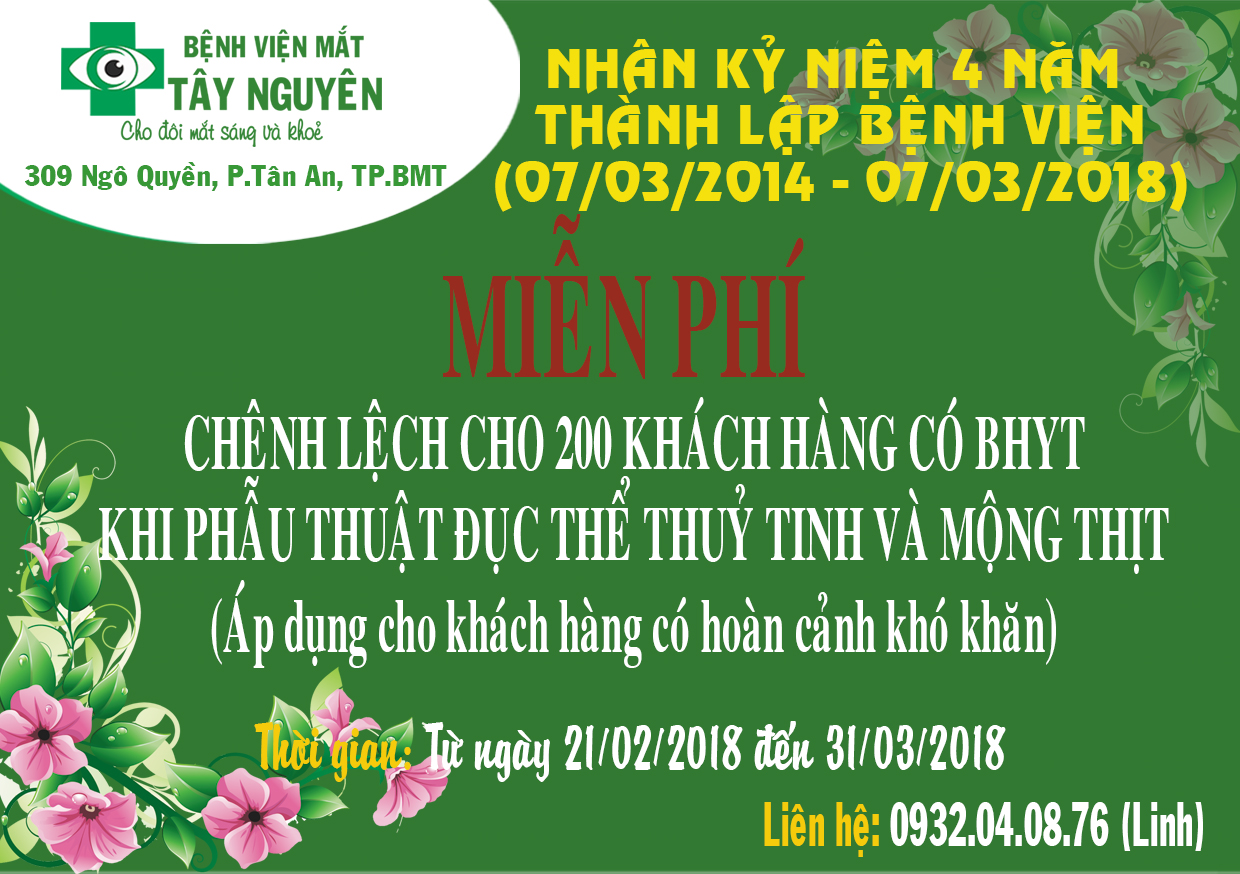 BỆNH VIỆN MẮT
TÂY NGUYÊN
Cho đôi mắt sáng và khoẻ
309 Ngô Quyền, P.Tân An, TP.BMT
NHÂN KỶ NIỆM 4 NĂM
THÀNH LẬP BỆNH VIỆN
(07/03/2014 - 07/03/2018)
MIỄN PHÍ
CHÊNH LỆCH CHO 200 KHÁCH HÀNG CÓ BHYT
KHI PHẪU THUẬT ĐỤC THỂ THUỶ TINH VÀ MỘNG THỊT
(Áp dụng cho khách hàng có hoàn cảnh khó khăn)
Thời gian: Từ ngày 21/02/2018 đến 31/03/2018
Liên hệ: 0932.04.08.76 (Linh)